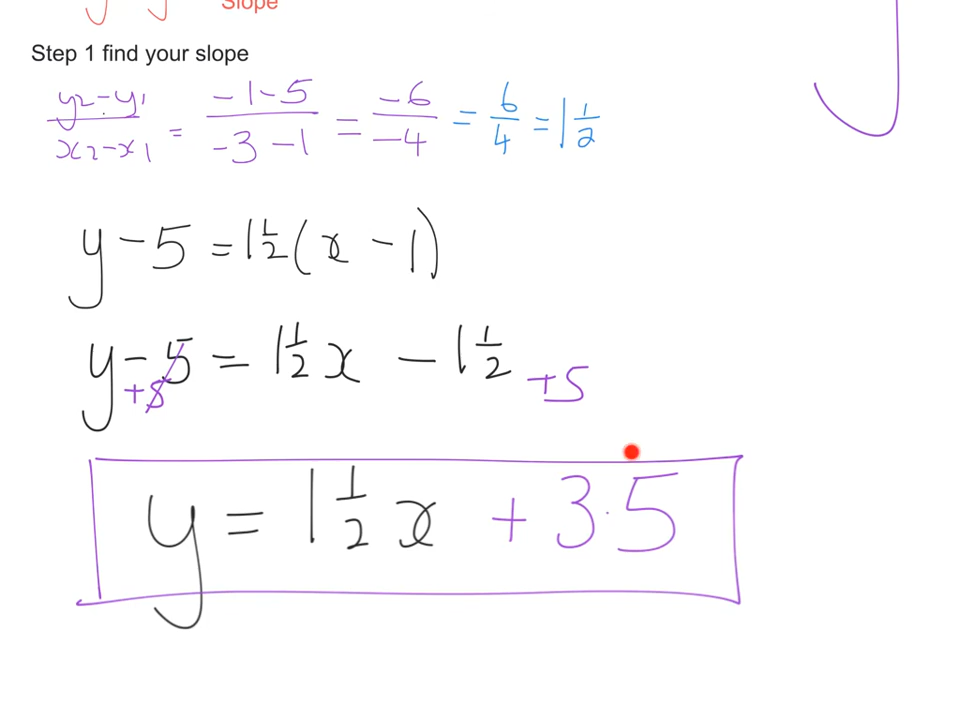 y y Slope
Step 1 find your slope
y2-y1/x2-x1 = -1-5/-3-1 = -6/-4 = 6/4 = 1 1/2
y-5 = 1 1/2 (x-1)
y-5 = 1 1/2 x - 1 1/2
+5 +5
y = 1 1/2 x + 3.5